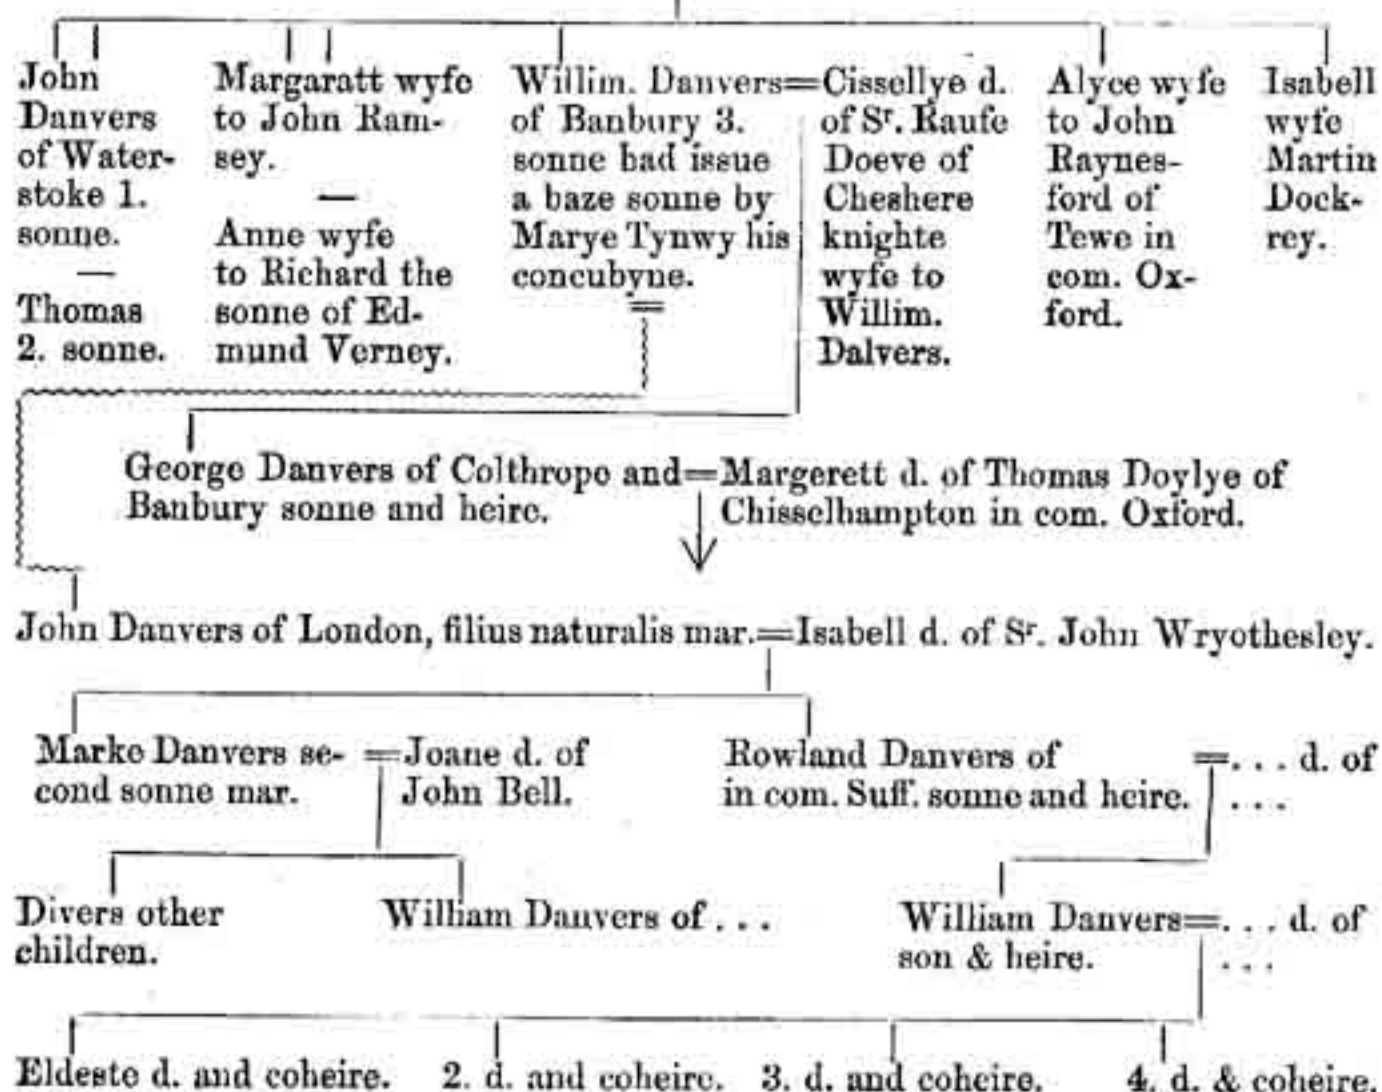 John
Danvers
of Water-
stoke 1.
sonne.
—
Thomas
2. sonne.
Margaratt wyfe
to John Ram-
sey.
—
Anne wyfe
to Richard the
sonne of Ed-
mund Verney.
Willim. Danvers=
of Banbury 3.
sonne had issue
a baze sonne by
Marye Tynwy his
concubyne.
=
Cissellye d.
of Sr. Raufe
Doeve of
Cheshere
knighte
wyfe to
Willim.
Dalvers.
Alyce wyfe
to John
Raynes-
ford of
Tewe in
com. Ox-
ford.
Isabell
wyfe
Martin
Dock-
rey.
George Danvers of Colthrope and=Margerett d. of Thomas Doylye of
Banbury sonne and heire. Chisselhampton in com. Oxford.
John Danvers of London, filius naturalis mar.=Isabell d. of Sr. John Wryothesley.
Marke Danvers se- =Joane d. of
cond sonne mar. John Bell.
Rowland Danvers of =. . . d. of
in com. Suff. sonne and heire. . . .
Divers other
children.
William Danvers of . . .
William Danvers=. . . d. of
son & heire. . . .
Eldeste d. and coheire. 2. d. and coheire. 3. d. and coheire. 4. d. & coheire.